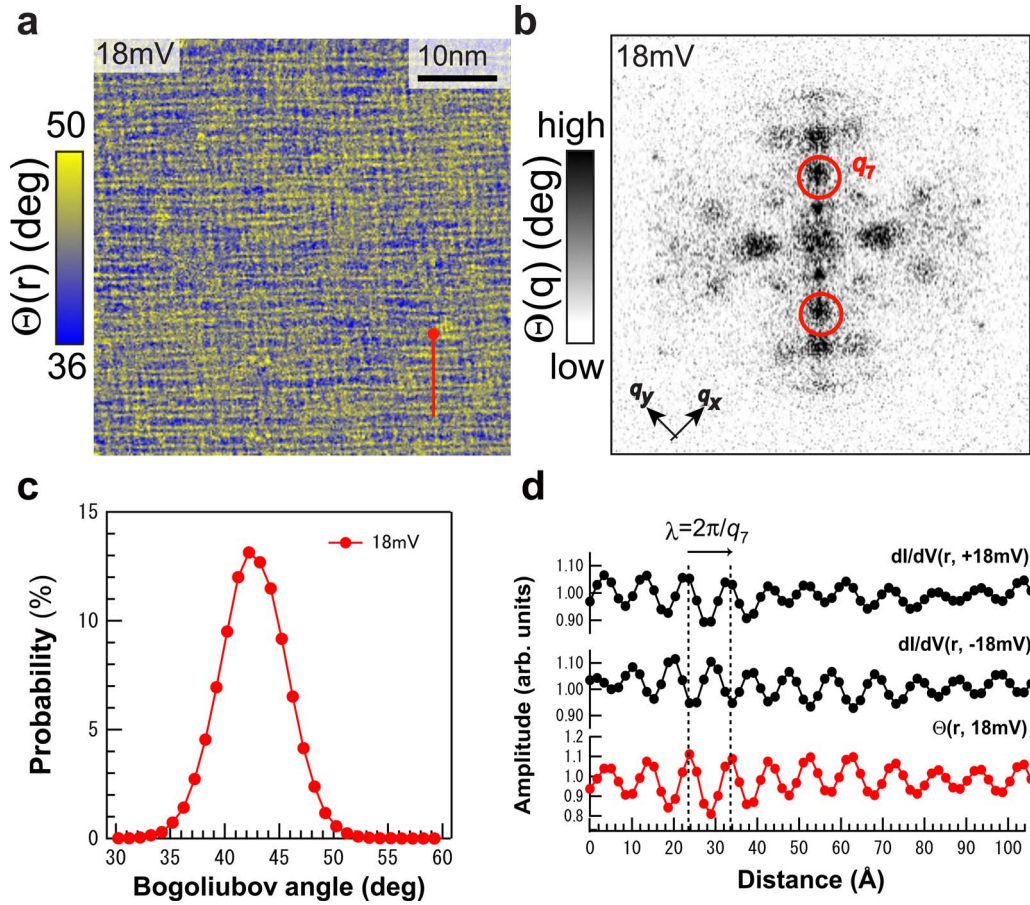 a
18mV
10nm
50
Θ(r) (deg)
36
b
18mV
high
Θ(q) (deg)
low
q7
qy
qx
c
15
10
5
0
Probability (%)
18mV
30 35 40 45 50 55 60
Bogoliubov angle (deg)
d
λ=2π/q7
dI/dV(r, +18mV)
1.10
1.00
0.90
dI/dV(r, -18mV)
1.10
1.00
0.90
Θ(r, 18mV)
1.2
1.1
1.0
0.9
0.8
Amplitude (arb. units)
0 10 20 30 40 50 60 70 80 90 100
Distance (Å)